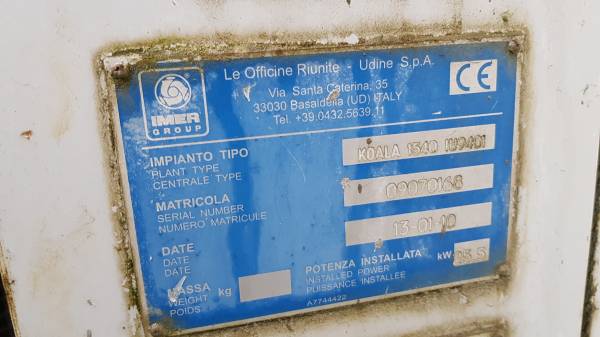 Le Officine Riunite - Udine S.p.A.
Via Santa Caterina, 35
33030 Basaldella (UD) ITALY
Tel. +39.0432.5639.11
CE
IMER
GROUP
IMPIANTO TIPO
PLANT TYPE
CENTRALE TYPE
KOALA 1540
MATRICOLA
SERIAL NUMBER
NUMERO MATRICULE
09070168
DATE
DATE
DATE
13-01-10
MASSA
WEIGHT
POIDS
kg
POTENZA INSTALLATA
INSTALLED POWER
PUISSANCE INSTALLEE
kW
A7744422